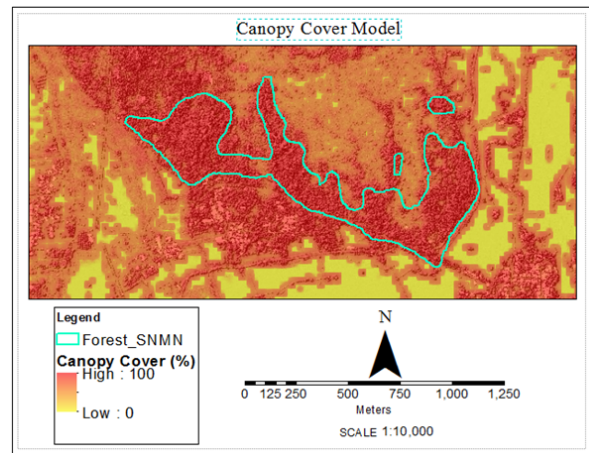 Canopy Cover Model
Legend
Forest_SNMN
Canopy Cover (%)
High : 100
Low : 0
N
0 125 250 500 750 1,000 1,250
Meters
SCALE 1:10,000